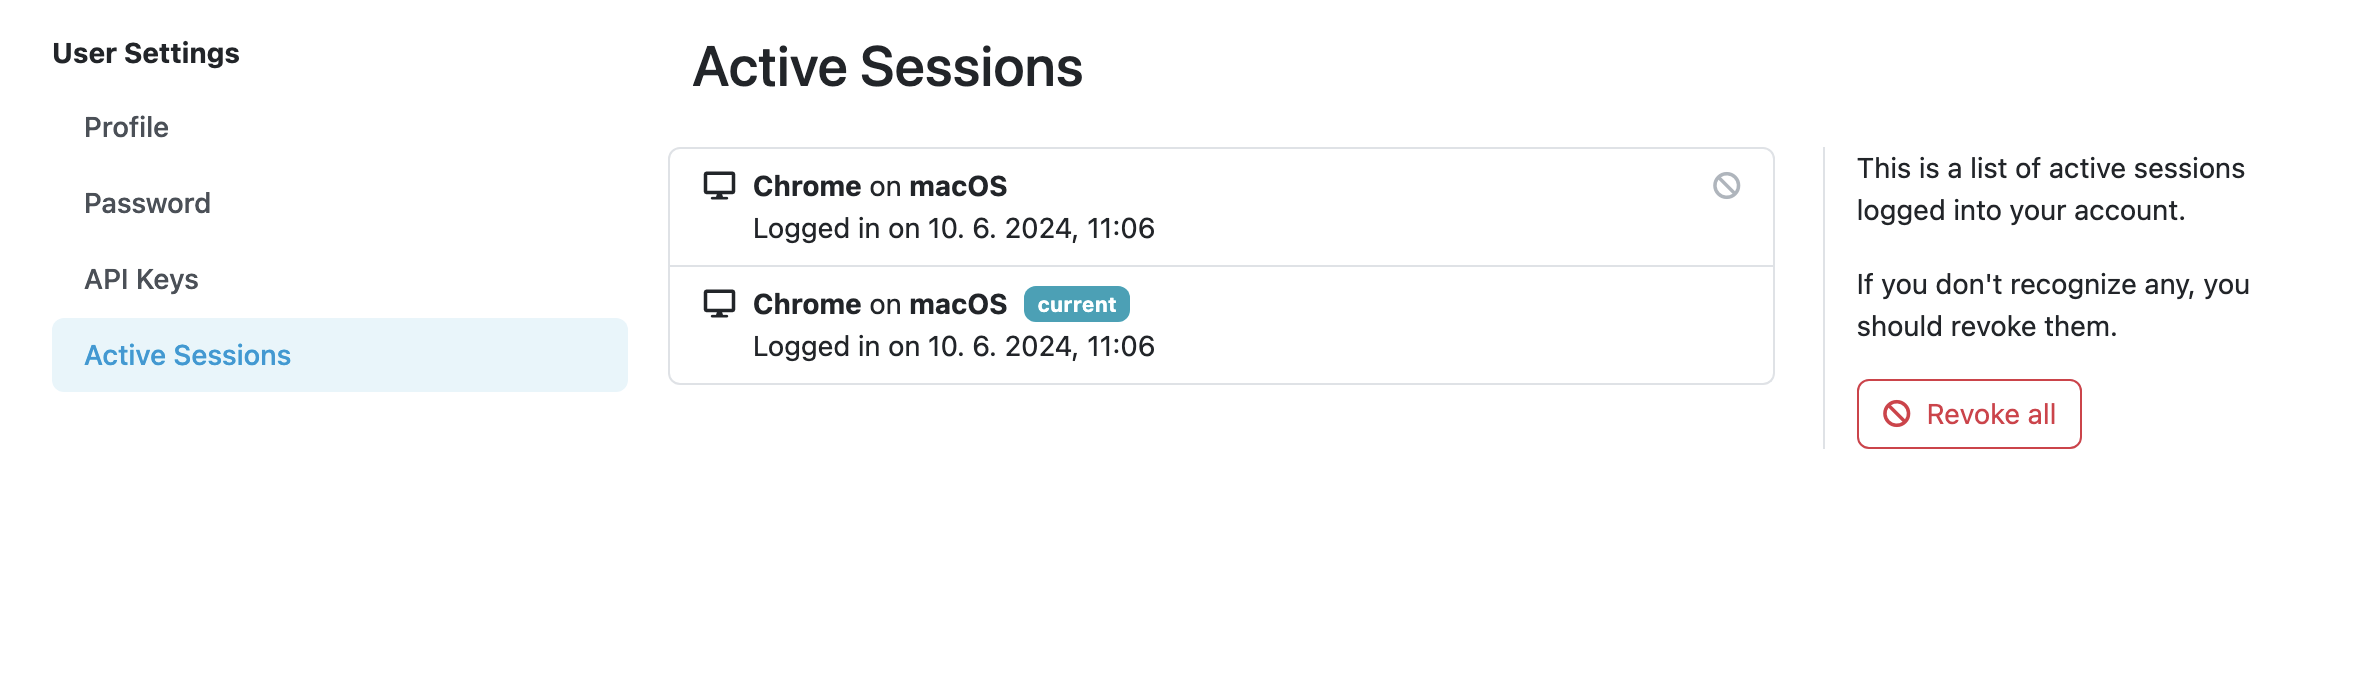 User Settings
Profile
Password
API Keys
Active Sessions
Active Sessions
Chrome on macOS
Logged in on 10. 6. 2024, 11:06
Chrome on macOS current
Logged in on 10. 6. 2024, 11:06
This is a list of active sessions
logged into your account.
If you don't recognize any, you
should revoke them.
Revoke all